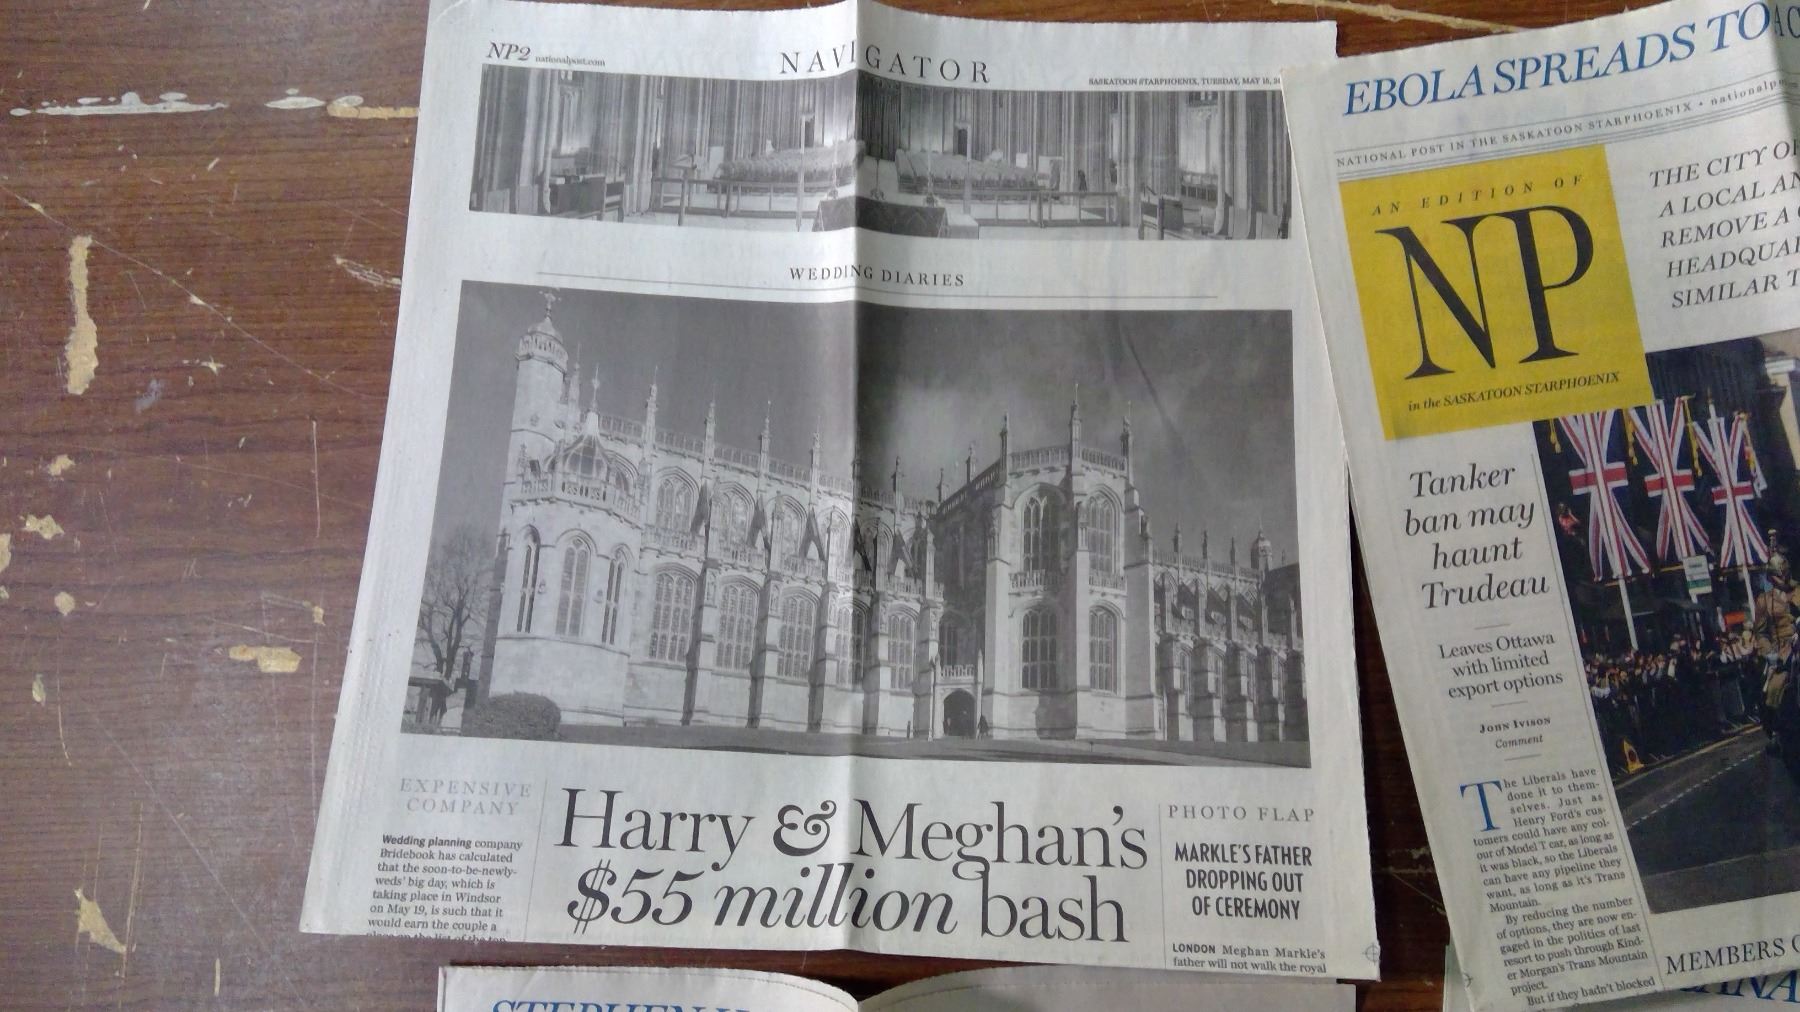 NP2 nationalpost.com
NAVIGATOR
SASKATOON STARPHOENIX, TUESDAY, MAY 15,
WEDDING DIARIES
EXPENSIVE
COMPANY
Wedding planning company
Bridebook has calculated
that the soon-to-be-newly-
weds' big day, which is
taking place in Windsor
on May 19, is such that it
would earn the couple a
place on the list of the top
Harry & Meghan's
$55 million bash
PHOTO FLAP
MARKLE'S FATHER
DROPPING OUT
OF CEREMONY
LONDON Meghan Markle's
father will not walk the royal
EBOLA SPREADS TO
NATIONAL POST IN THE SASKATOON STARPHOENIX • nationalp
AN EDITION OF
NP
in the SASKATOON STARPHOENIX
THE CITY OF
A LOCAL AN
REMOVE A
HEADQUAR
SIMILAR T
Tanker
ban may
haunt
Trudeau
Leaves Ottawa
with limited
export options
JOHN IVISON
Comment
The Liberals have
done it to them-
selves. Just as
Henry Ford's cus-
tomers could have any col-
our of Model T car, as long as
it was black, so the Liberals
can have any pipeline they
want, as long as it's Trans
Mountain.
By reducing the number
of options, they are now en-
gaged in the politics of last
resort to push through Kind-
er Morgan's Trans Mountain
project.
But if they hadn't blocked
MEMBERS